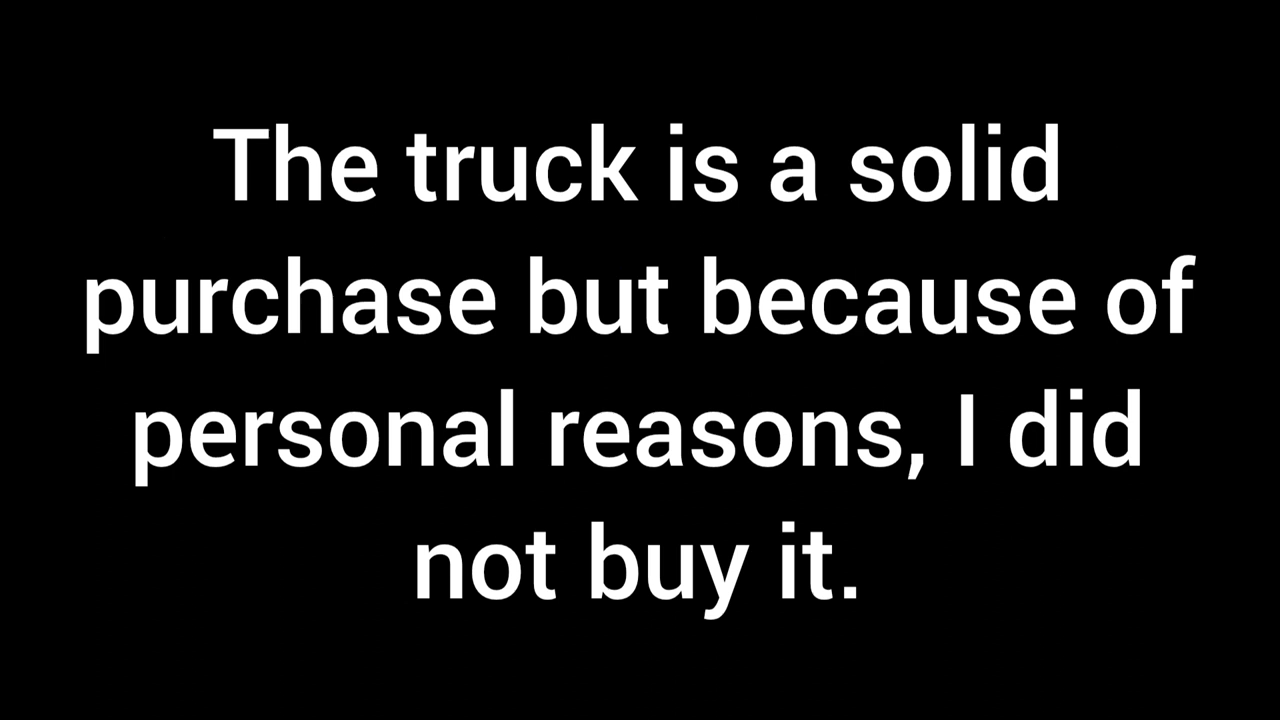 The truck is a solid
purchase but because of
personal reasons, I did
not buy it.